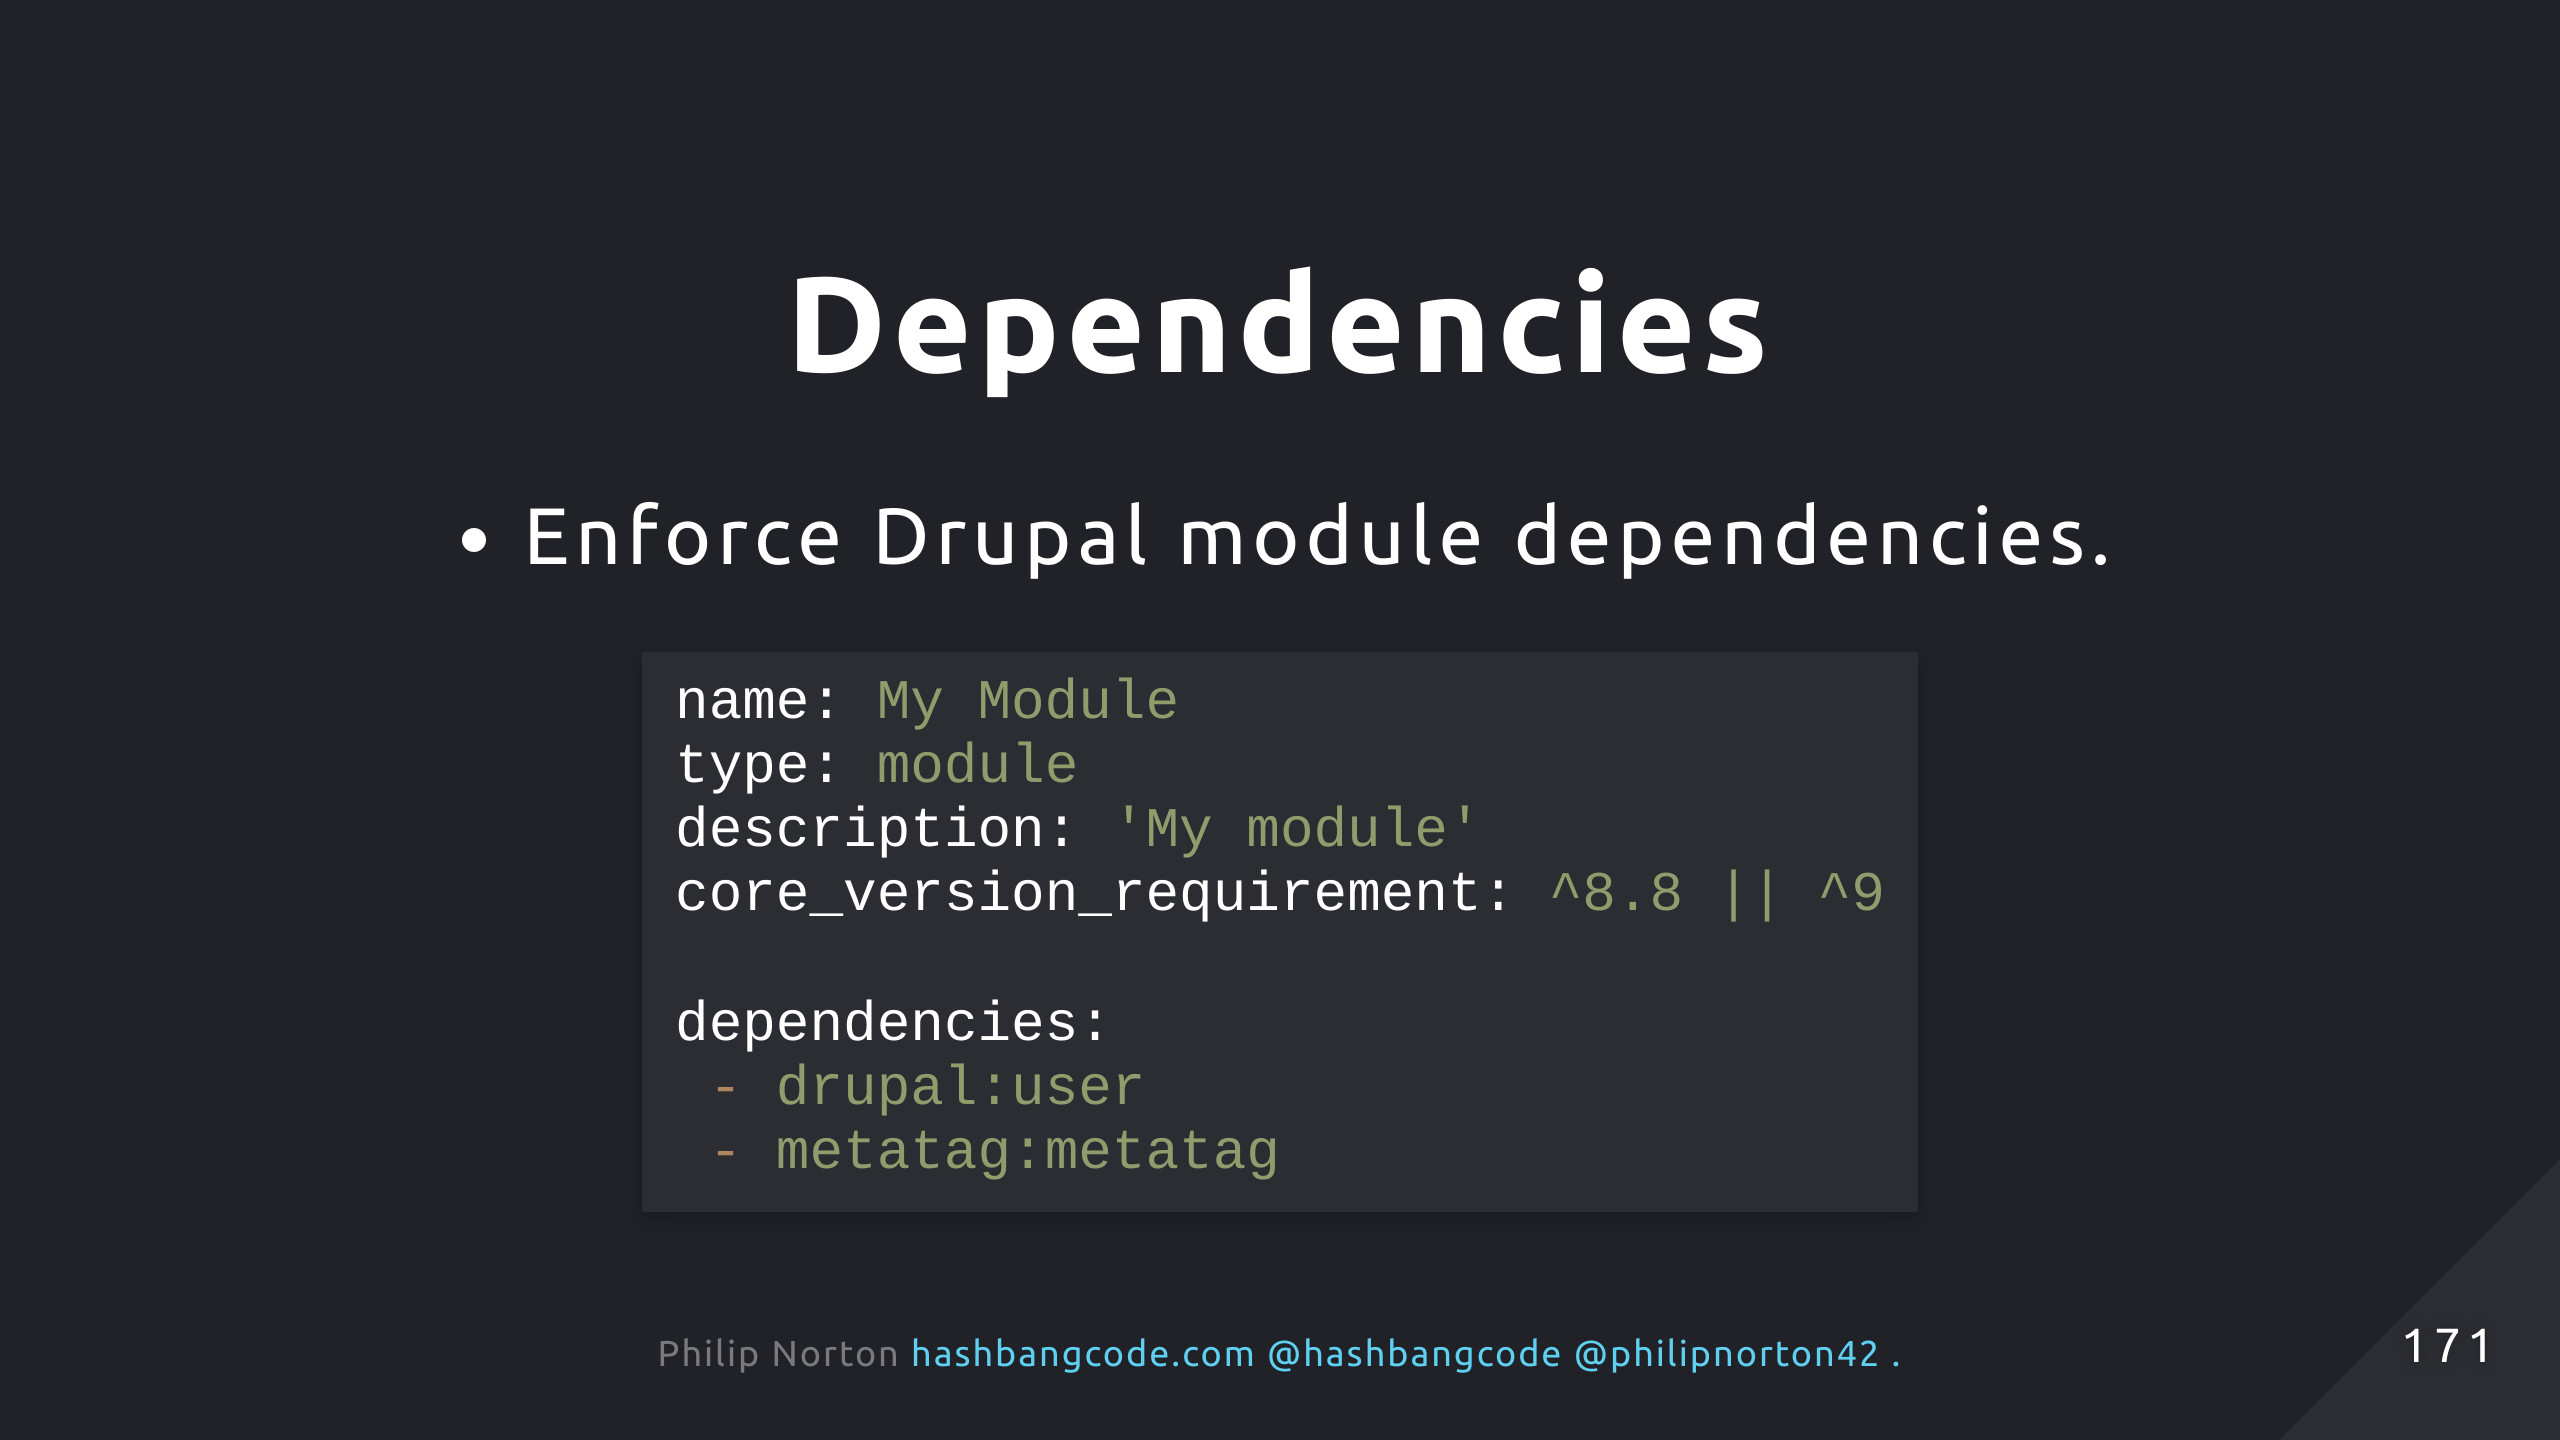 Dependencies
• Enforce Drupal module dependencies.
name: My Module
type: module
description: 'My module'
core_version_requirement: ^8.8 || ^9

dependencies:
 - drupal:user
 - metatag:metatag
Philip Norton hashbangcode.com @hashbangcode @philipnorton42 .
171